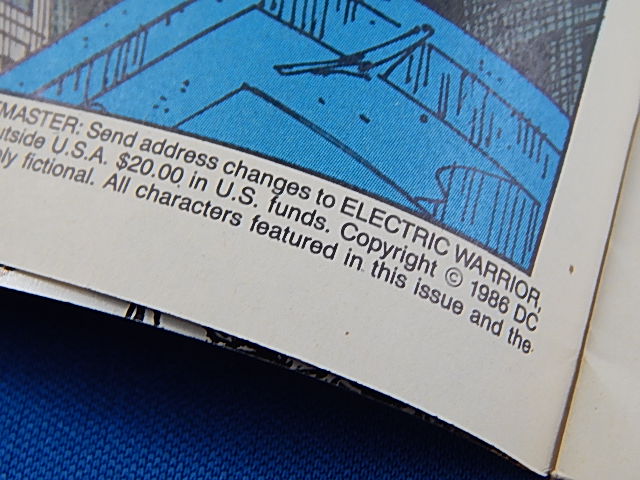 MASTER: Send address changes to ELECTRIC WARRIOR,
utside U.S.A. $20.00 in U.S. funds. Copyright © 1986 DC
ly fictional. All characters featured in this issue and the